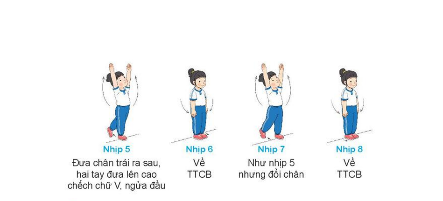 Nhịp 5
Đưa chân trái ra sau,
hai tay đưa lên cao
chếch chữ V, ngửa đầu
Nhịp 6
Về
TTCB
Nhịp 7
Như nhịp 5
nhưng đổi chân
Nhịp 8
Về
TTCB